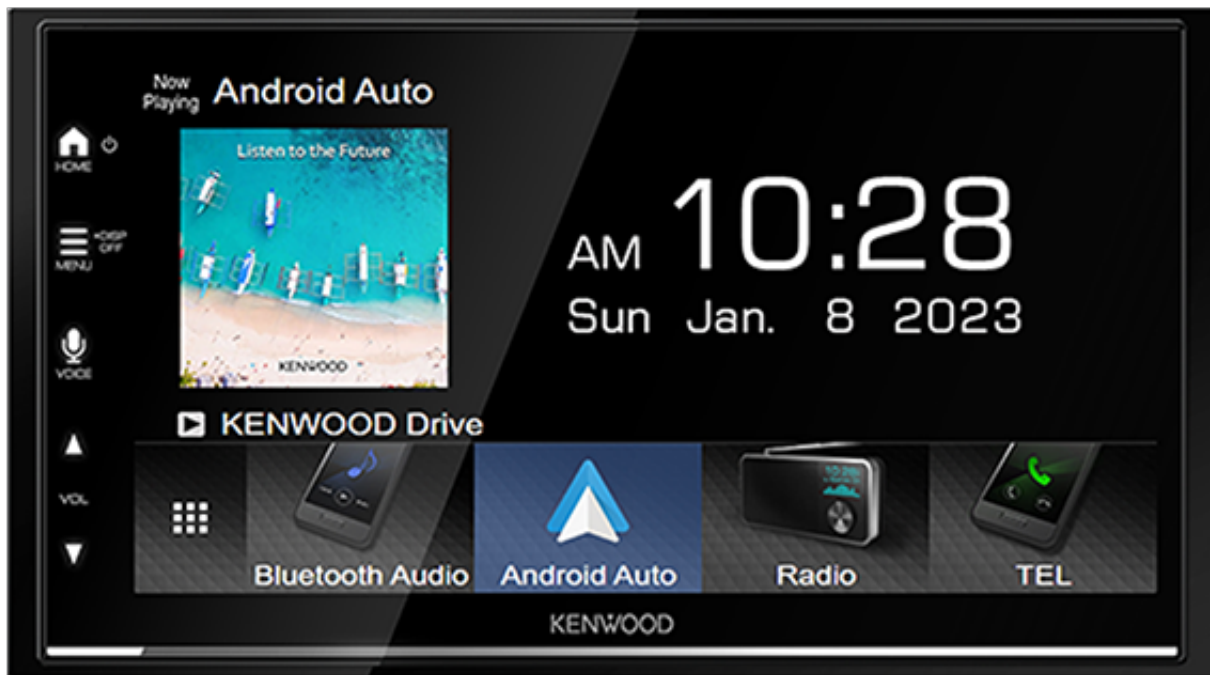 Now
Playing
Android Auto
Listen to the Future
KENWOOD
KENWOOD Drive
HOME
MENU
•DISP
OFF
VOICE
VOL
AM 10:28
Sun Jan. 8 2023
Bluetooth Audio
Android Auto
Radio
TEL
KENWOOD